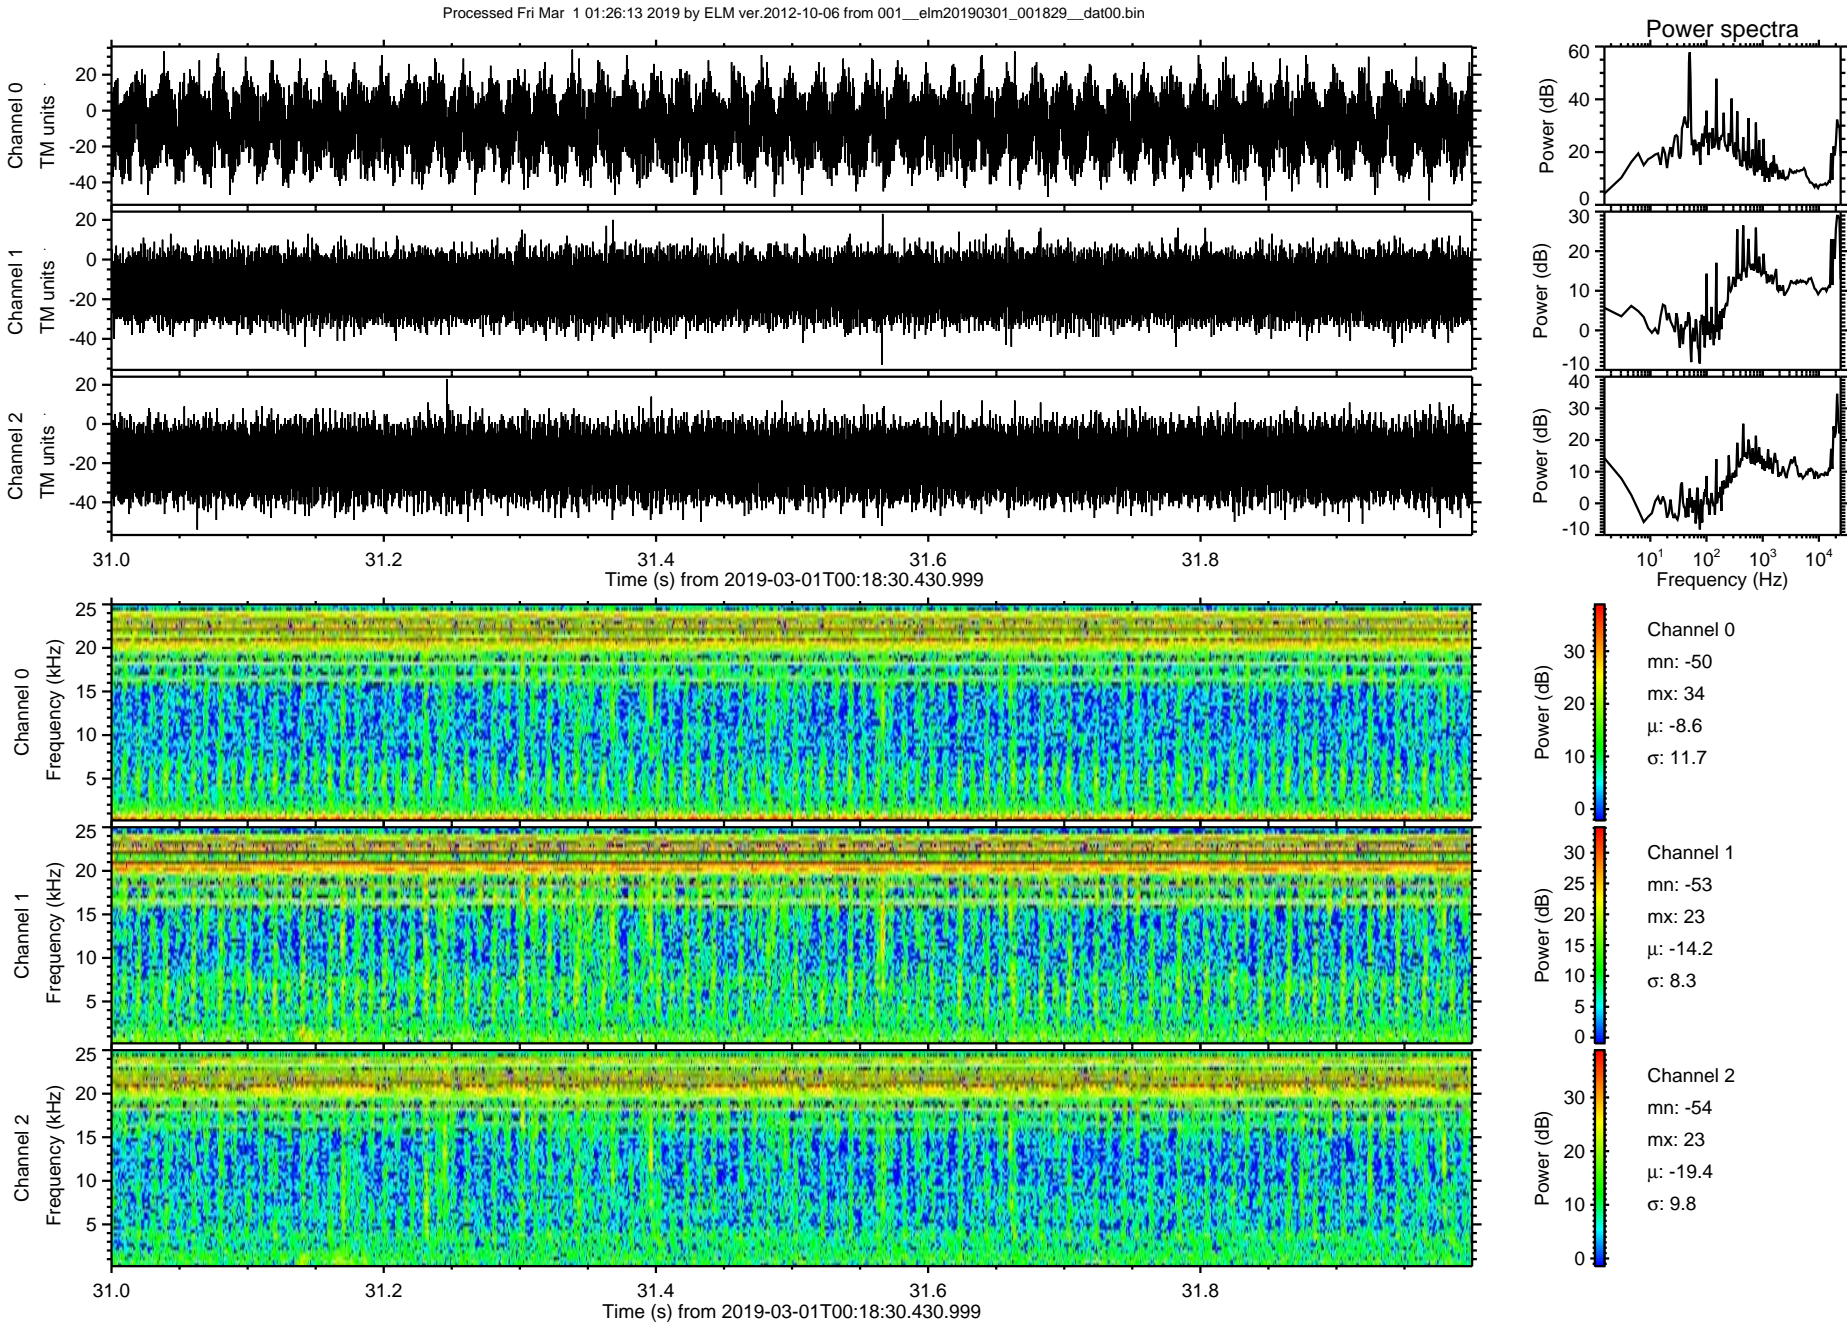 Processed Fri Mar 1 01:26:13 2019 by ELM ver.2012-10-06 from 001__elm20190301_001829__dat00.bin
Power spectra
Channel 0
TM units
20
0
-20
-40
Power (dB)
60
40
20
0
Channel 1
TM units
20
0
-20
-40
Power (dB)
30
20
10
0
-10
Channel 2
TM units
20
0
-20
-40
Power (dB)
40
30
20
10
0
-10
31.0 31.2 31.4 31.6 31.8
Time (s) from 2019-03-01T00:18:30.430.999
10^1 10^2 10^3 10^4
Frequency (Hz)
Channel 0
Frequency (kHz)
25
20
15
10
5
Power (dB)
30
20
10
0
Channel 0
mn: -50
mx: 34
μ: -8.6
σ: 11.7
Channel 1
Frequency (kHz)
25
20
15
10
5
Power (dB)
30
25
20
15
10
5
0
Channel 1
mn: -53
mx: 23
μ: -14.2
σ: 8.3
Channel 2
Frequency (kHz)
25
20
15
10
5
Power (dB)
30
20
10
0
Channel 2
mn: -54
mx: 23
μ: -19.4
σ: 9.8
31.0 31.2 31.4 31.6 31.8
Time (s) from 2019-03-01T00:18:30.430.999